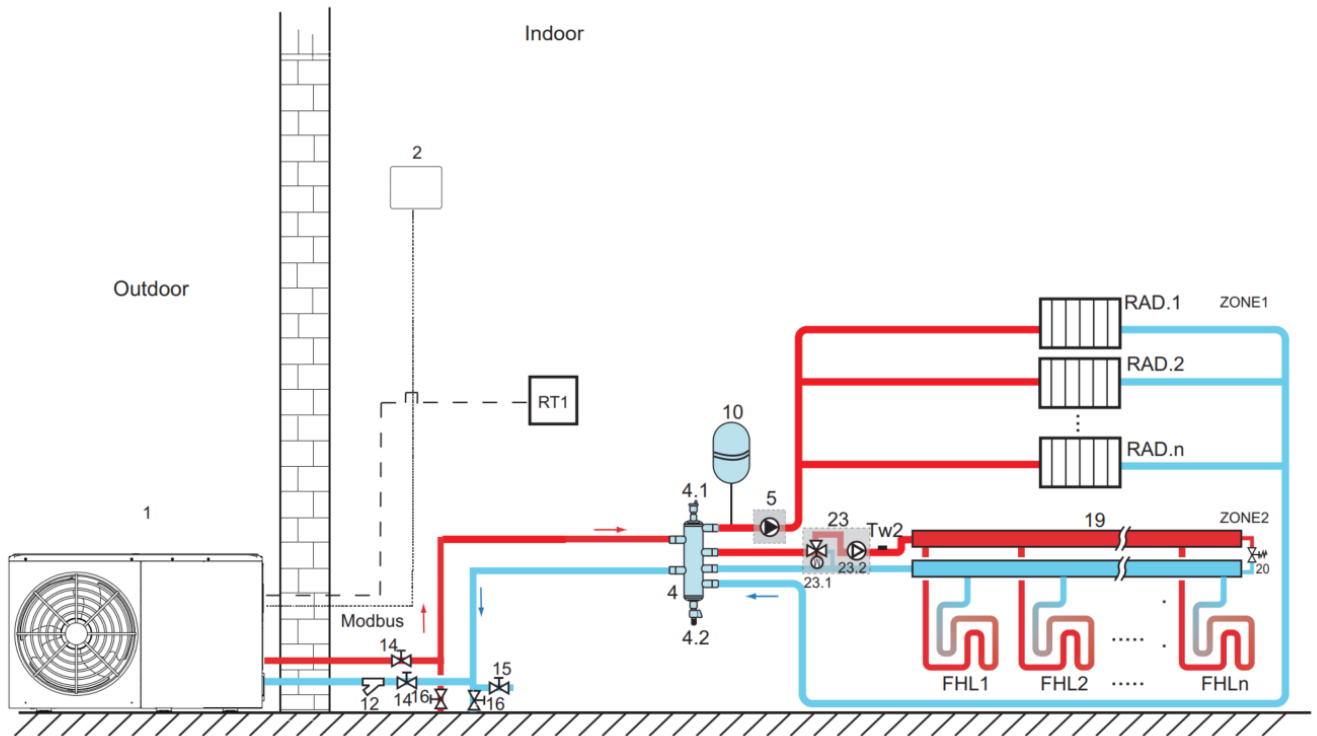 Indoor
2
Outdoor
RT1
1
Modbus
14
12
14
16
16
15
10
4.1
5
4
4.2
23
Tw2
23.1
23.2
RAD.1
ZONE1
RAD.2
RAD.n
19
ZONE2
20
FHL1
FHL2
FHLn